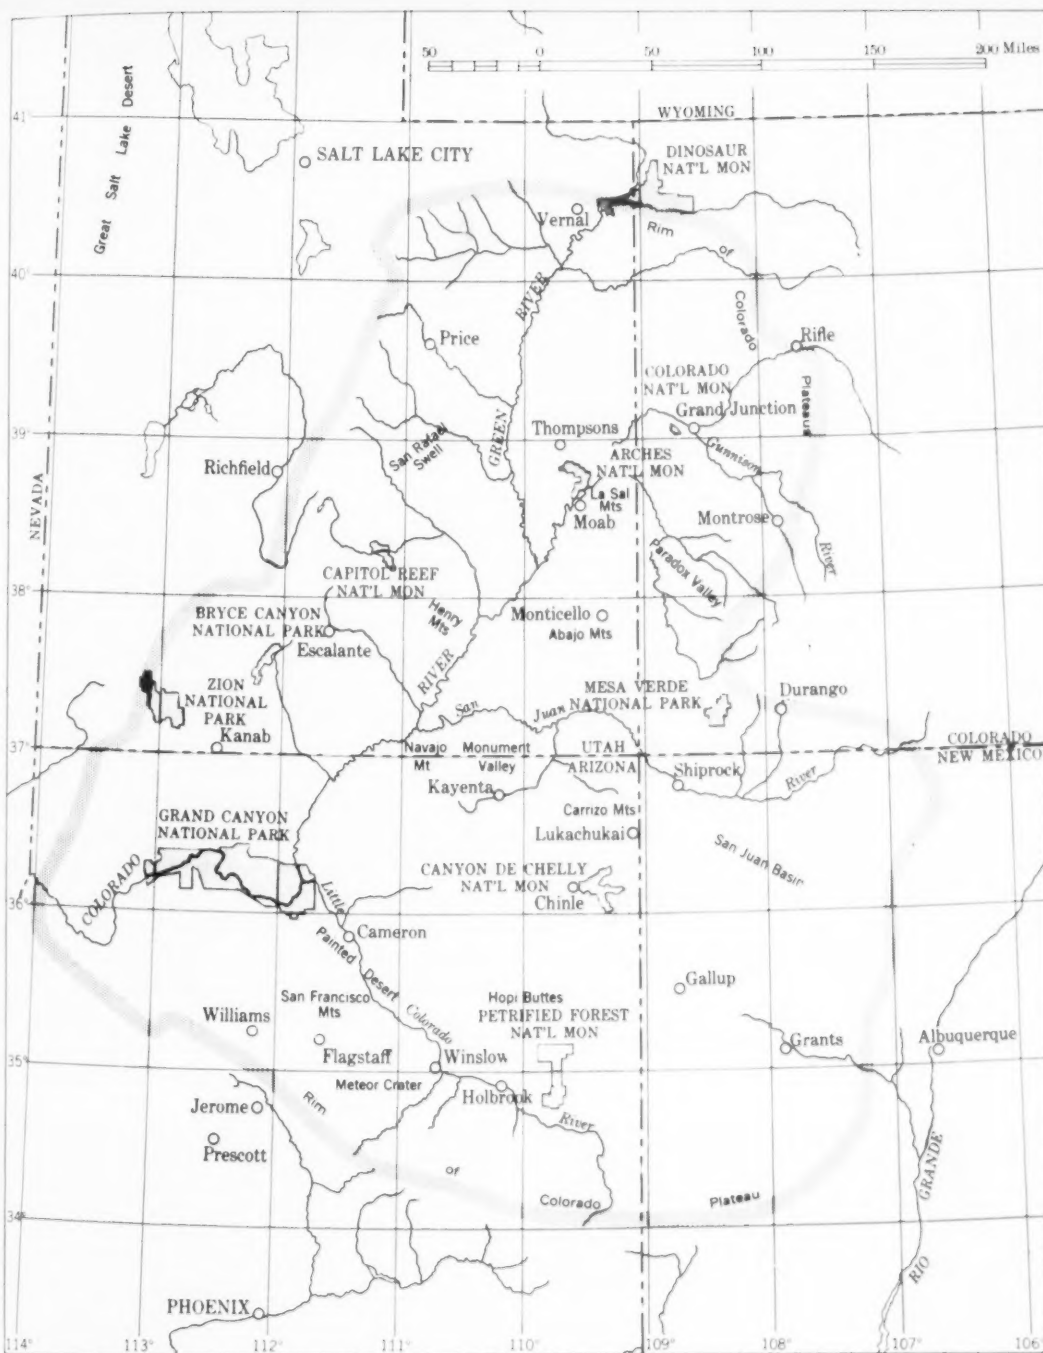 50 0 50 100 150 200 Miles
41°
WYOMING
Great Salt Lake Desert
SALT LAKE CITY
DINOSAUR
NAT'L MON
Vernal
Rim
of
Colorado
Plateaus
40°
RIVER
GREEN
Price
Rifle
COLORADO
NAT'L MON
Grand Junction
39°
Thompsons
San Rafael
Swell
Gunnison
River
Richfield
ARCHES
NAT'L MON
La Sal
Mts
Moab
Montrose
NEVADA
38°
CAPITOL REEF
NAT'L MON
Paradox Valley
Henry
Mts
BRYCE CANYON
NATIONAL PARK
Monticello
Abajo Mts
Escalante
RIVER
ZION
NATIONAL
PARK
MESA VERDE
NATIONAL PARK
Durango
San Juan River
Kanab
37°
Navajo
Mt
Monument
Valley
UTAH
ARIZONA
COLORADO
NEW MEXICO
Shiprock
Kayenta
Carrizo Mts
GRAND CANYON
NATIONAL PARK
Lukachukai
San Juan Basin
COLORADO
CANYON DE CHELLY
NAT'L MON
Chinle
36°
Little Colorado River
Cameron
Painted Desert
Gallup
San Francisco
Mts
Hopi Buttes
PETRIFIED FOREST
NAT'L MON
Williams
Flagstaff
Winslow
Grants
Albuquerque
35°
Meteor Crater
Holbrook
Jerome
Rim
Prescott
of
Colorado
Plateau
RIO GRANDE
34°
PHOENIX
114° 113° 112° 111° 110° 109° 108° 107° 106°